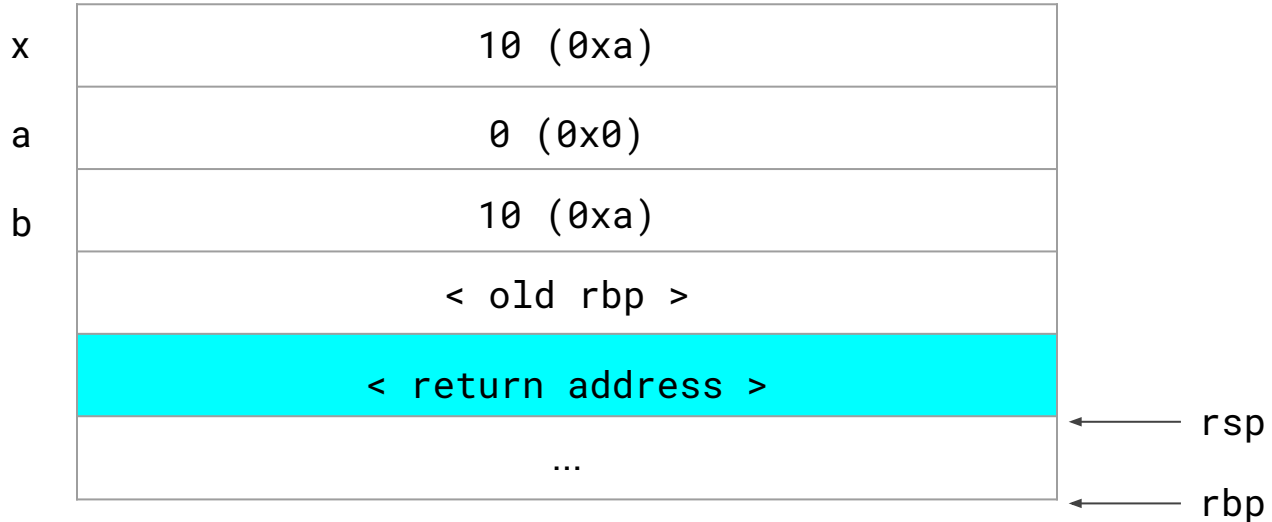 x 10 (0xa)
a 0 (0x0)
b 10 (0xa)
< old rbp >
< return address >
rsp
...
rbp